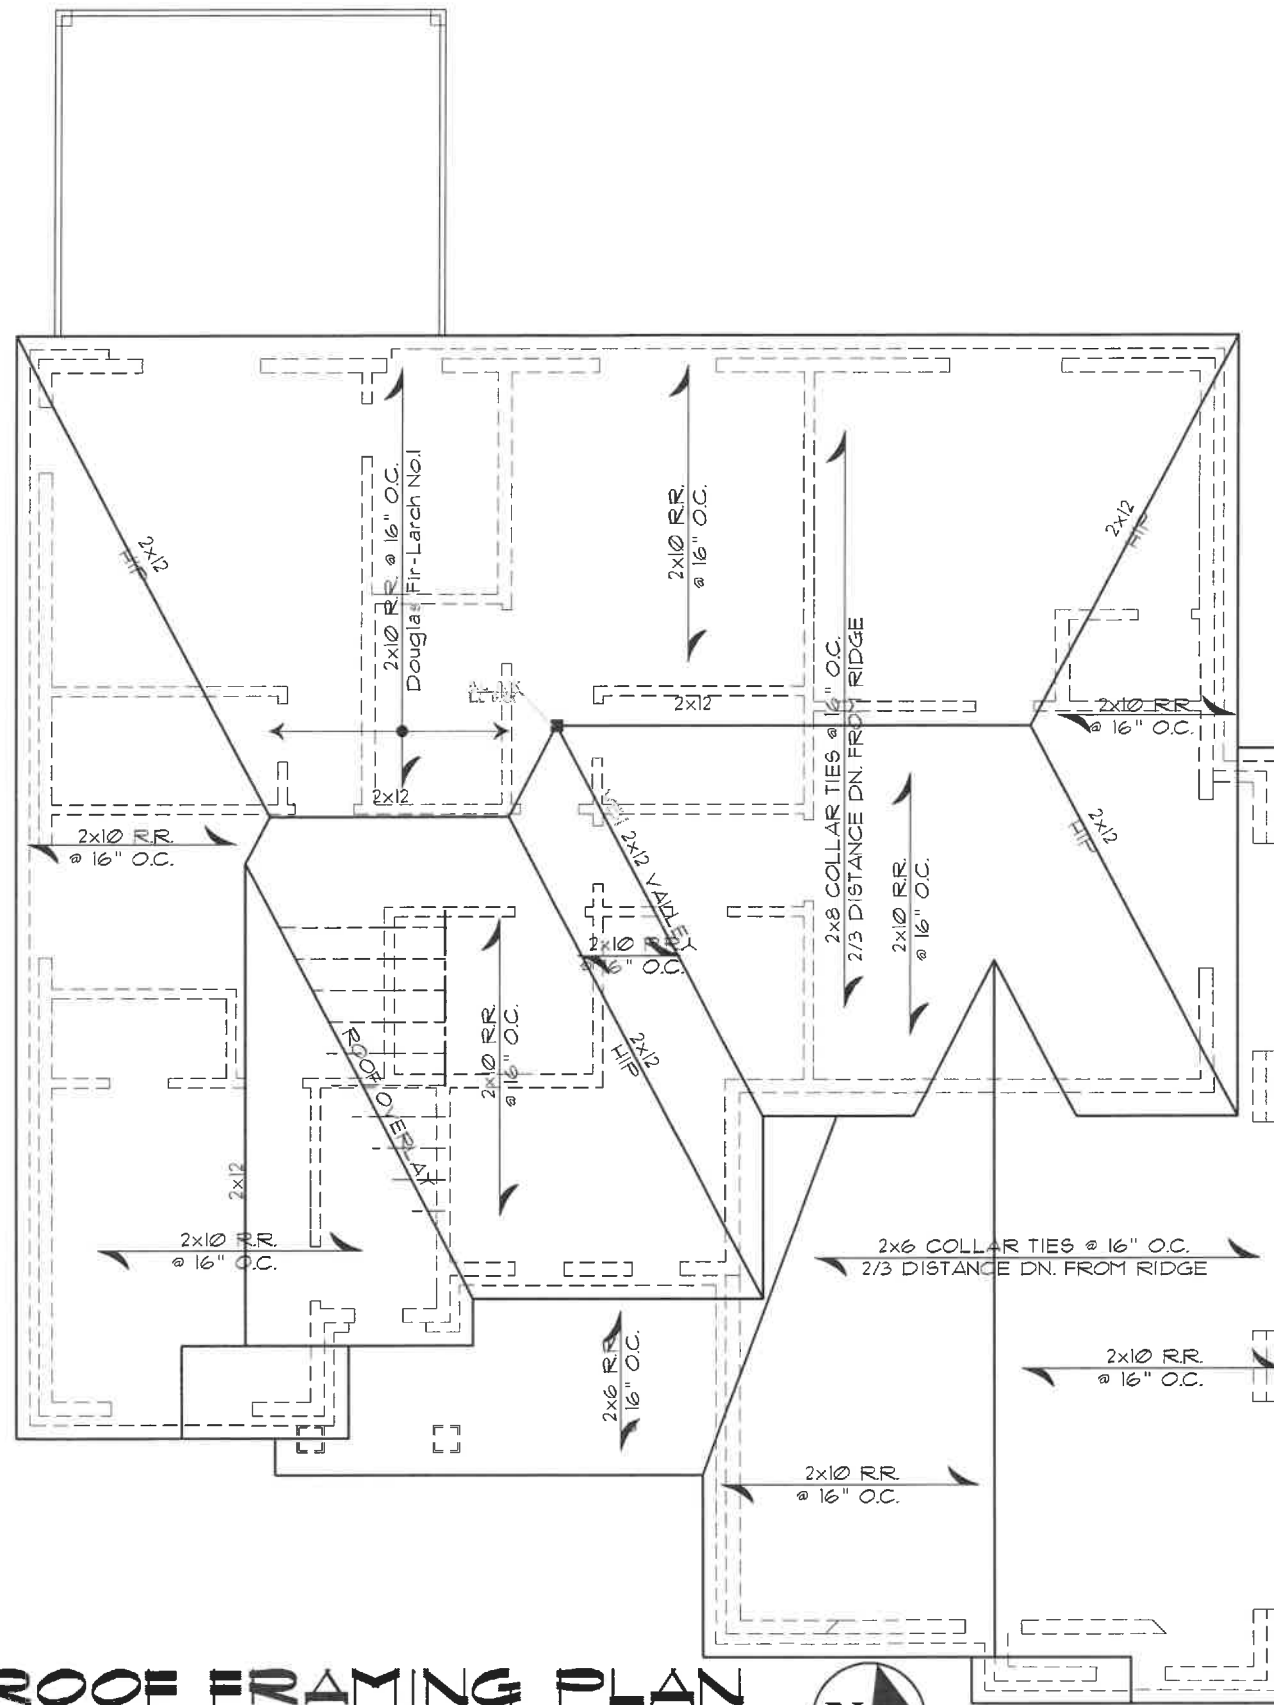 2x10 R.R. @ 16" O.C.
Douglas Fir-Larch No.1
2x10 R.R.
@ 16" O.C.
2x12
HIP
2x12
HIP
2x8 COLLAR TIES @ 16" O.C.
2/3 DISTANCE DN. FROM RIDGE
2x12
2x10 RR
@ 16" O.C.
2x12
2x10 R.R.
@ 16" O.C.
2x12 VALLEY
2x12
HIP
2x10 R.R.
@ 16" O.C.
2x10 R.R.
@ 16" O.C.
2x10 R.R.
@ 16" O.C.
ROOF OVERLAY
2x12
HIP
2x12
2x10 R.R.
@ 16" O.C.
2x6 COLLAR TIES @ 16" O.C.
2/3 DISTANCE DN. FROM RIDGE
2x6 R.R.
@ 16" O.C.
2x10 R.R.
@ 16" O.C.
2x10 R.R.
@ 16" O.C.
ROOF FRAMING PLAN
N